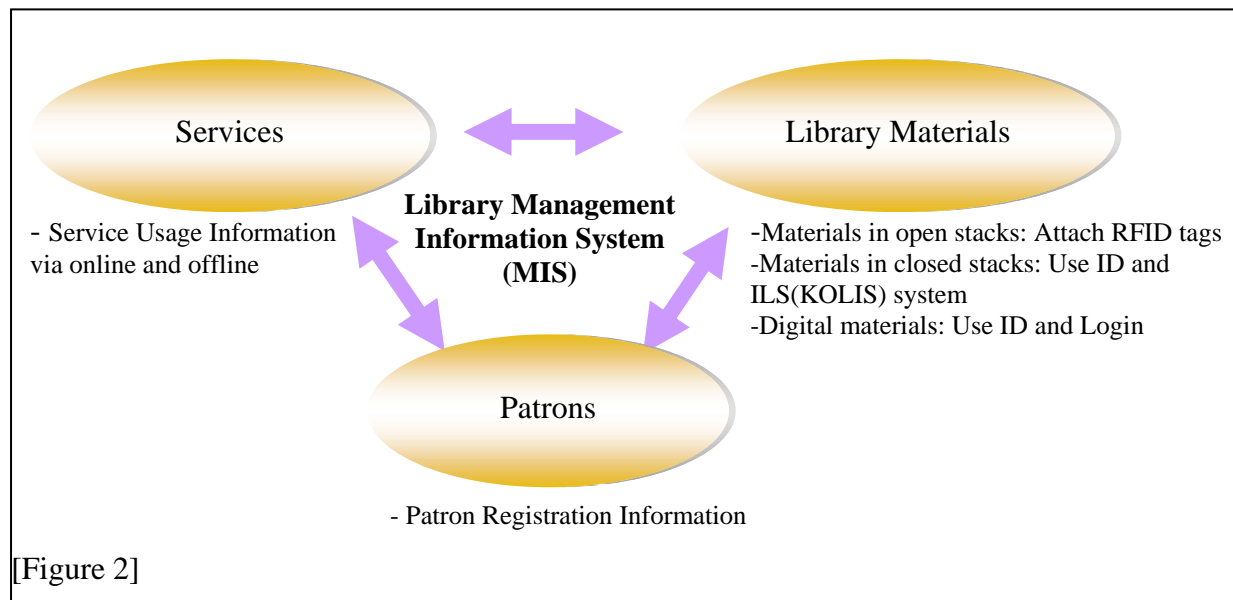 Services
Library Materials
Library Management
Information System
(MIS)
- Service Usage Information
via online and offline
-Materials in open stacks: Attach RFID tags
-Materials in closed stacks: Use ID and
ILS(KOLIS) system
-Digital materials: Use ID and Login
Patrons
- Patron Registration Information
[Figure 2]